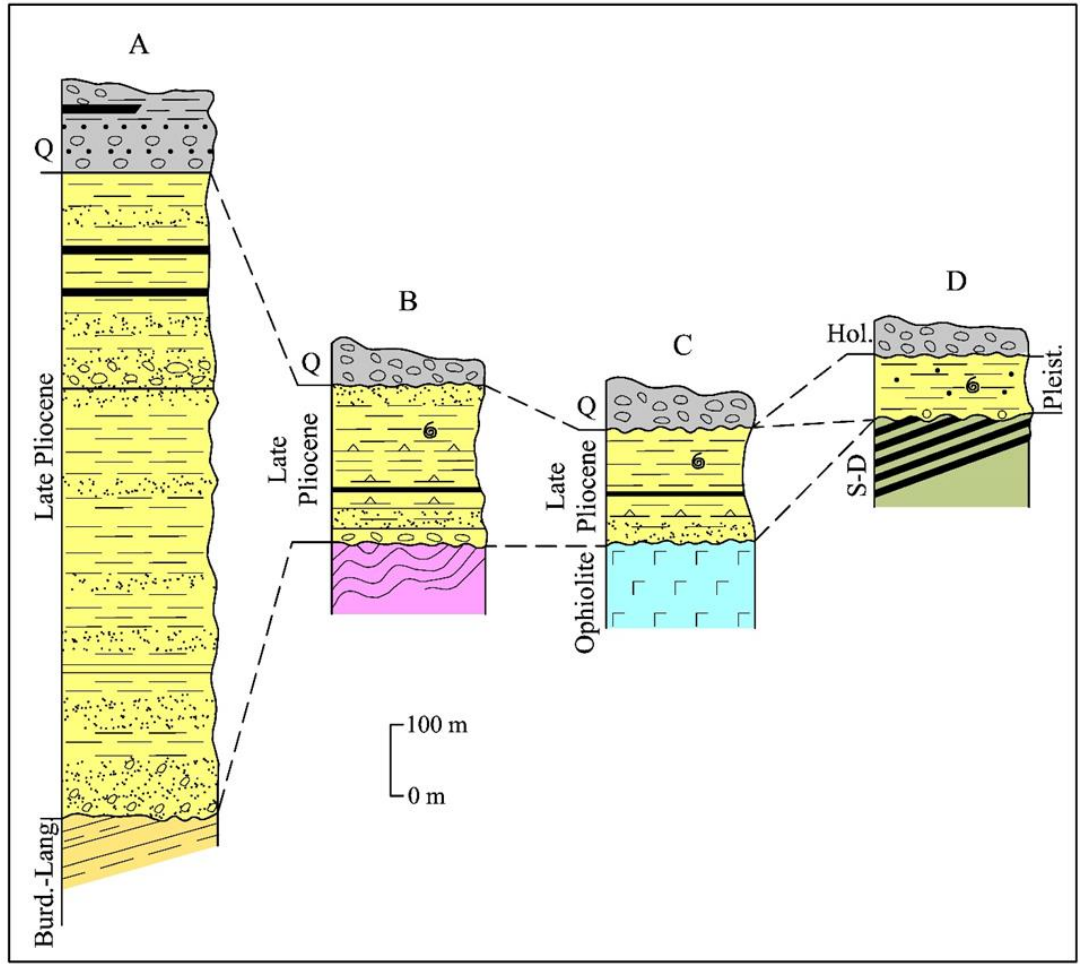 A
Q
Late Pliocene
Burd.-Lang.
B
Q
Late
Pliocene
C
Q
Late
Pliocene
Ophiolite
D
Hol.
Pleist.
S-D
100 m
0 m